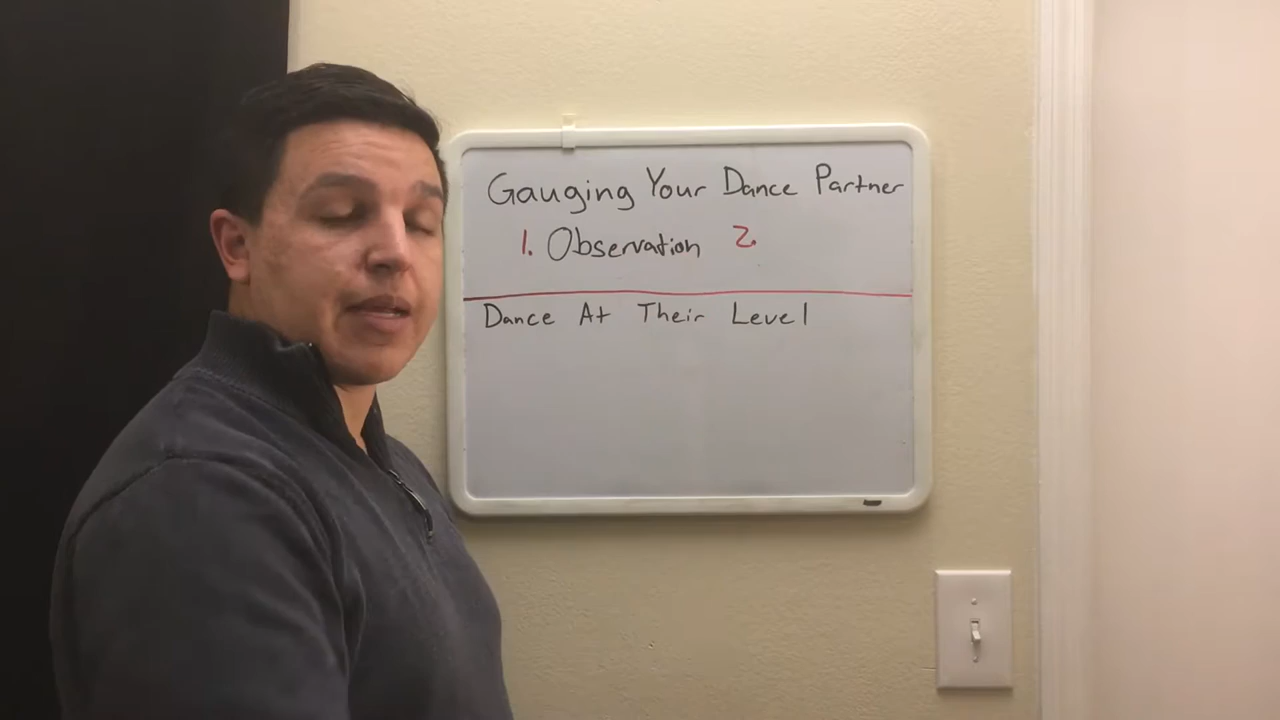 Gauging Your Dance Partner
1. Observation 2.
Dance At Their Level